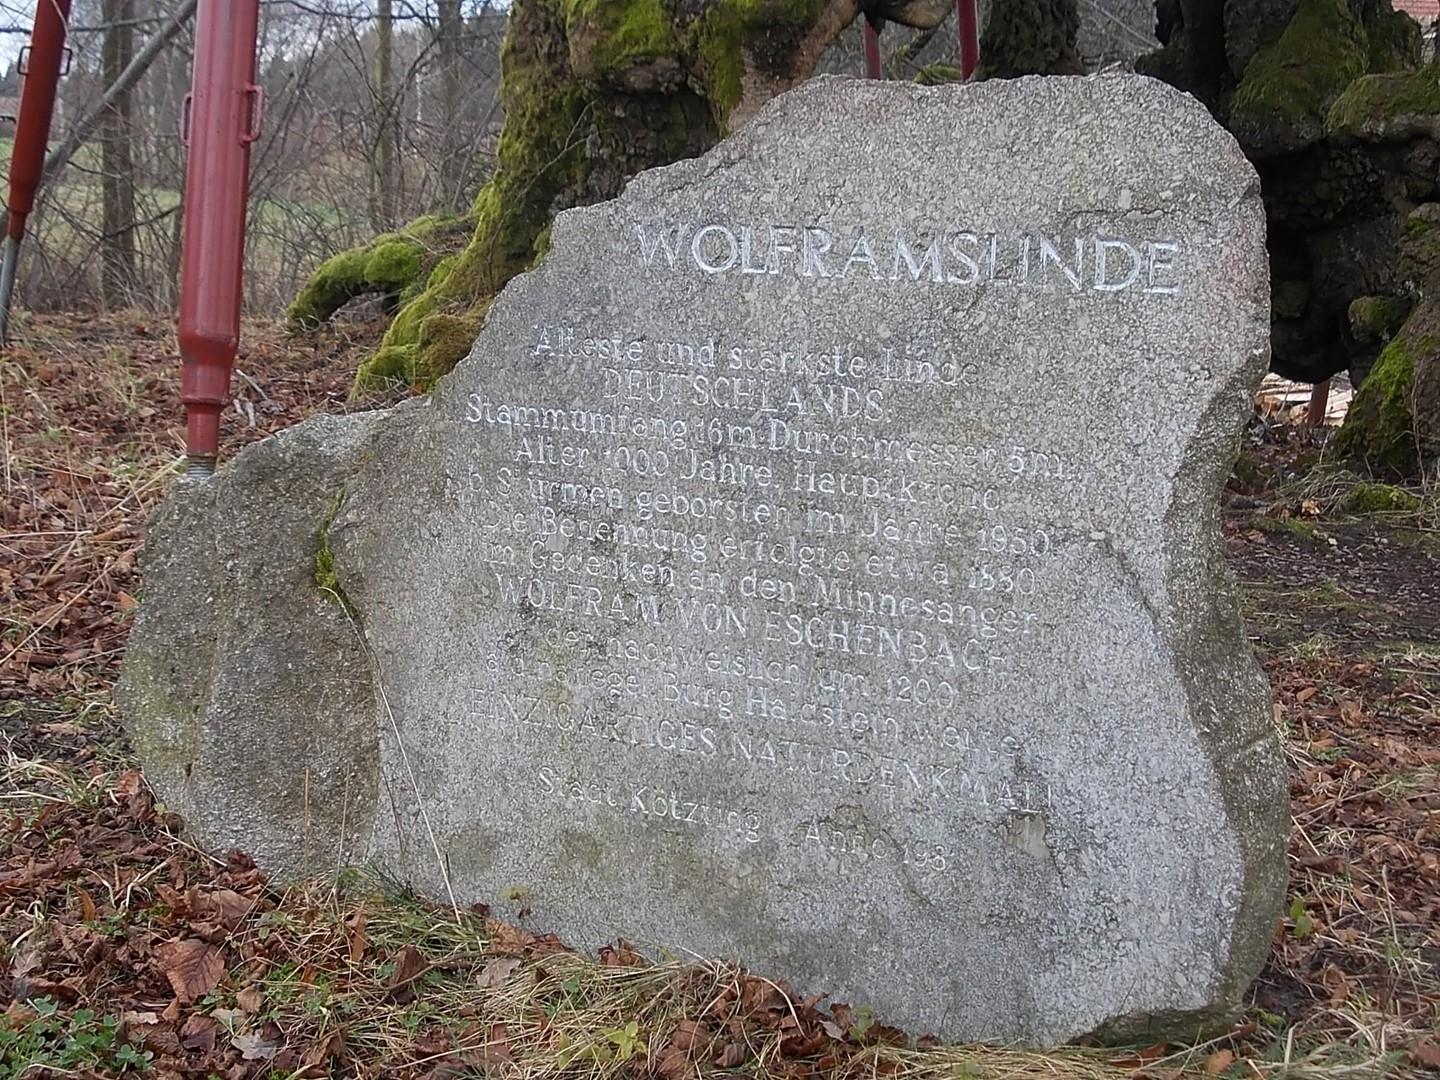 WOLFRAMSLINDE
Älteste und stärkste Linde
DEUTSCHLANDS.
Stammumfang 16m. Durchmesser 5m.
Alter 1000 Jahre, Hauptkrone
b. Stürmen geborsten im Jahre 1950
Die Benennung erfolgte etwa 1880
im Gedenken an den Minnesänger
WOLFRAM VON ESCHENBACH
der nachweislich um 1200
Burg Haidstein weilte
EINZIGARTIGES NATURDENKMAL!
Stadt Kötzting Anno